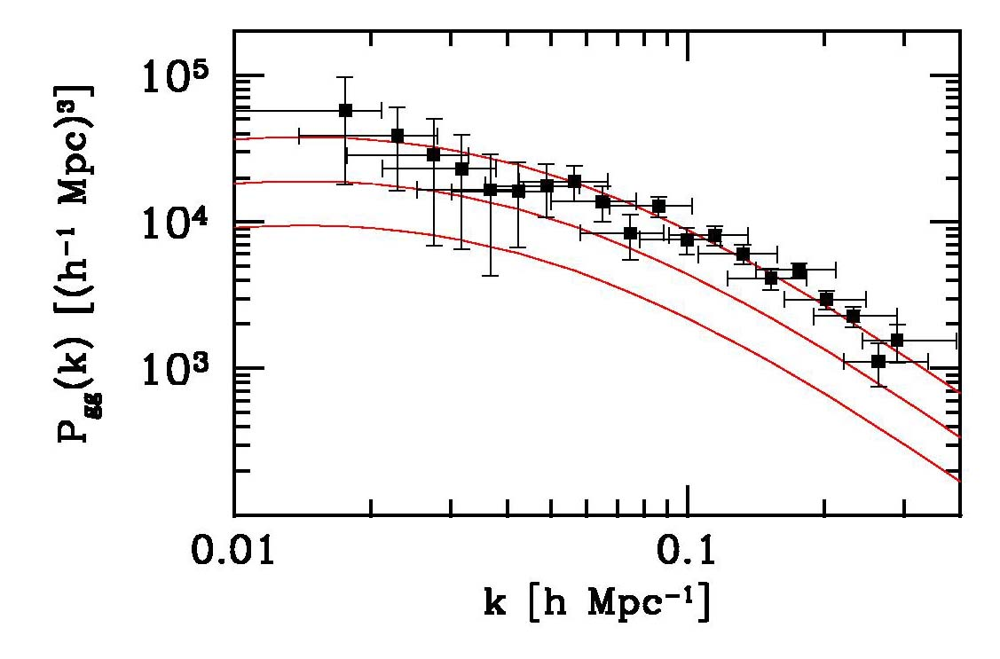 10⁵
10⁴
10³
P_gg(k) [(h⁻¹ Mpc)³]
0.01 0.1
k [h Mpc⁻¹]